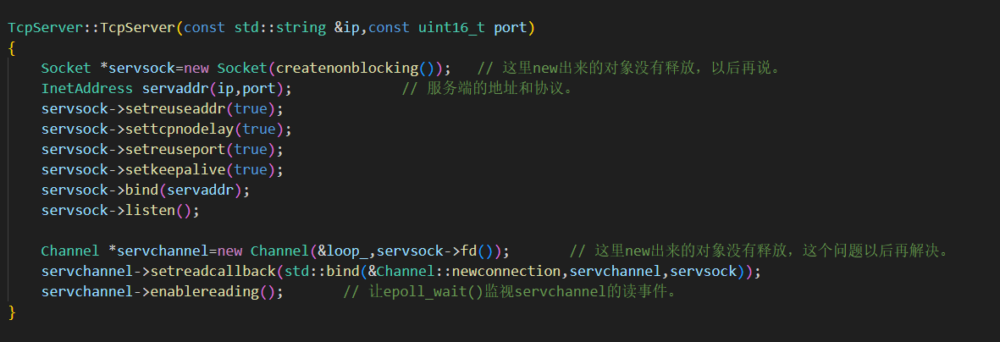 TcpServer::TcpServer(const std::string &ip,const uint16_t port)
{
    Socket *servsock=new Socket(createnonblocking());   // 这里new出来的对象没有释放，以后再说。
    InetAddress servaddr(ip,port);             // 服务端的地址和协议。
    servsock->setreuseaddr(true);
    servsock->settcpnodelay(true);
    servsock->setreuseport(true);
    servsock->setkeepalive(true);
    servsock->bind(servaddr);
    servsock->listen();

    Channel *servchannel=new Channel(&loop_,servsock->fd());       // 这里new出来的对象没有释放，这个问题以后再解决。
    servchannel->setreadcallback(std::bind(&Channel::newconnection,servchannel,servsock));
    servchannel->enablereading();       // 让epoll_wait()监视servchannel的读事件。
}